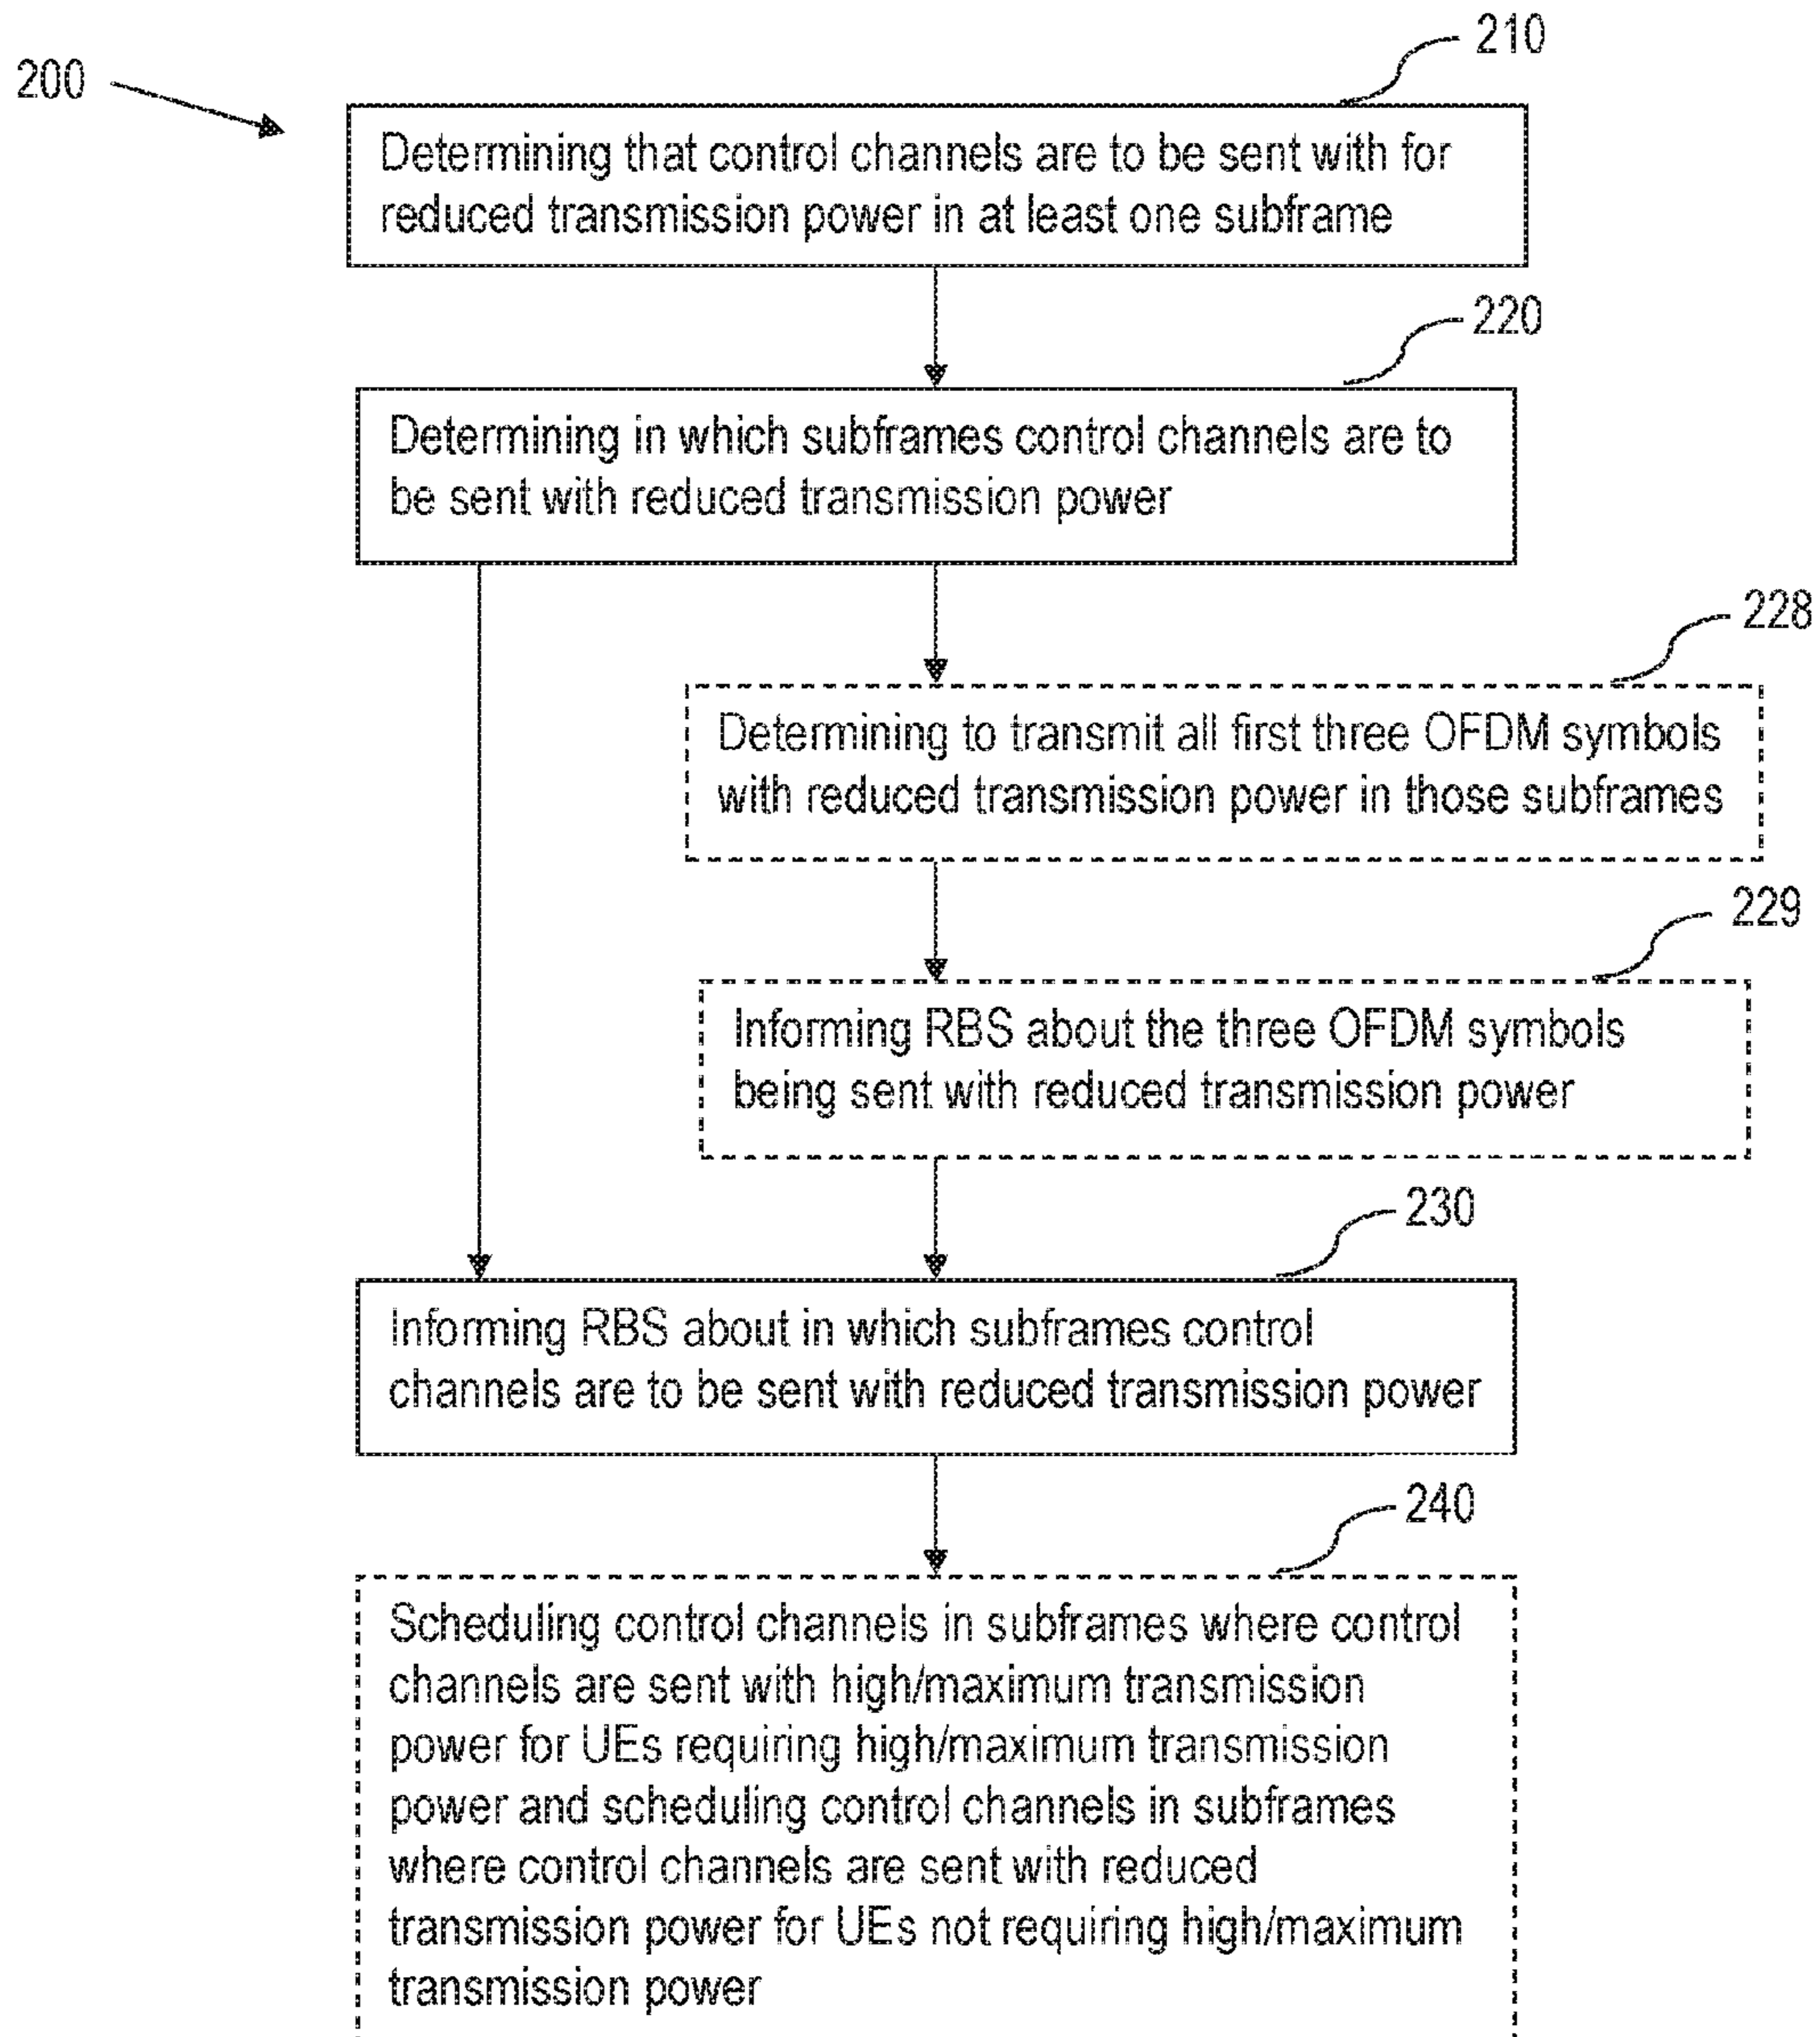 210
200
Determining that control channels are to be sent with for
reduced transmission power in at least one subframe
220
Determining in which subframes control channels are to
be sent with reduced transmission power
228
Determining to transmit all first three OFDM symbols
with reduced transmission power in those subframes
229
Informing RBS about the three OFDM symbols
being sent with reduced transmission power
230
Informing RBS about in which subframes control
channels are to be sent with reduced transmission power
240
Scheduling control channels in subframes where control
channels are sent with high/maximum transmission
power for UEs requiring high/maximum transmission
power and scheduling control channels in subframes
where control channels are sent with reduced
transmission power for UEs not requiring high/maximum
transmission power